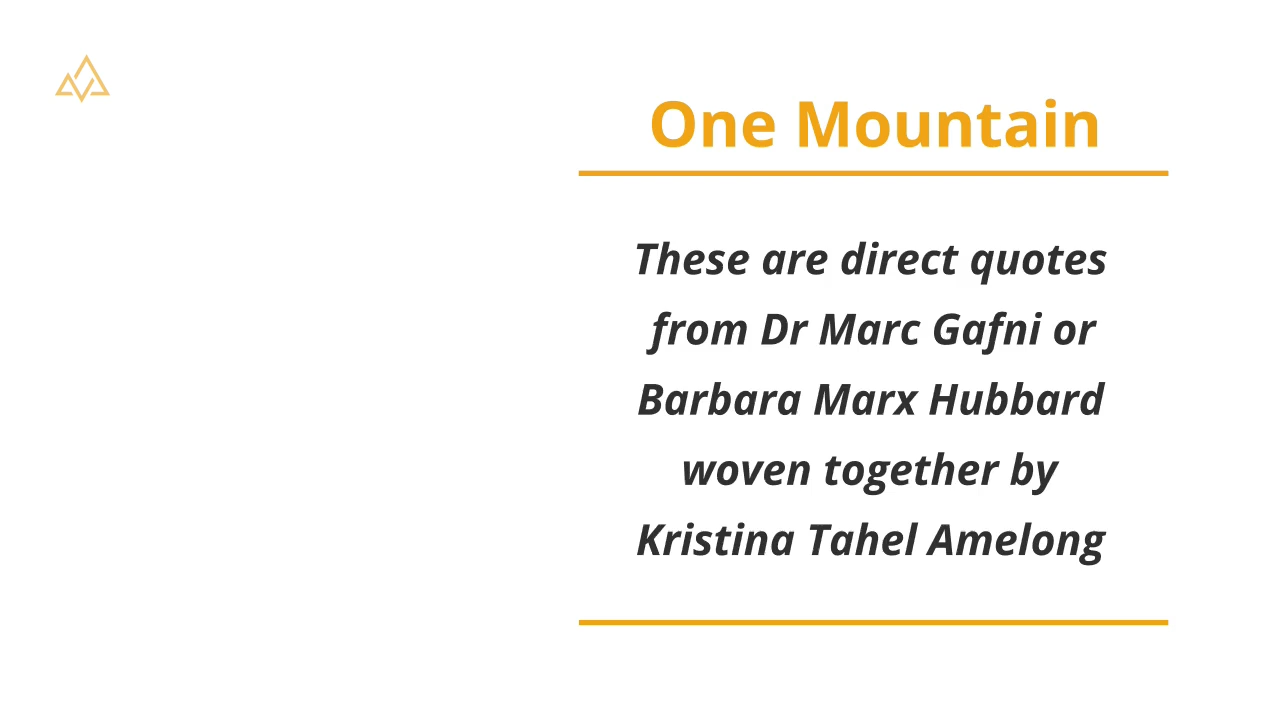 One Mountain
These are direct quotes
from Dr Marc Gafni or
Barbara Marx Hubbard
woven together by
Kristina Tahel Amelong